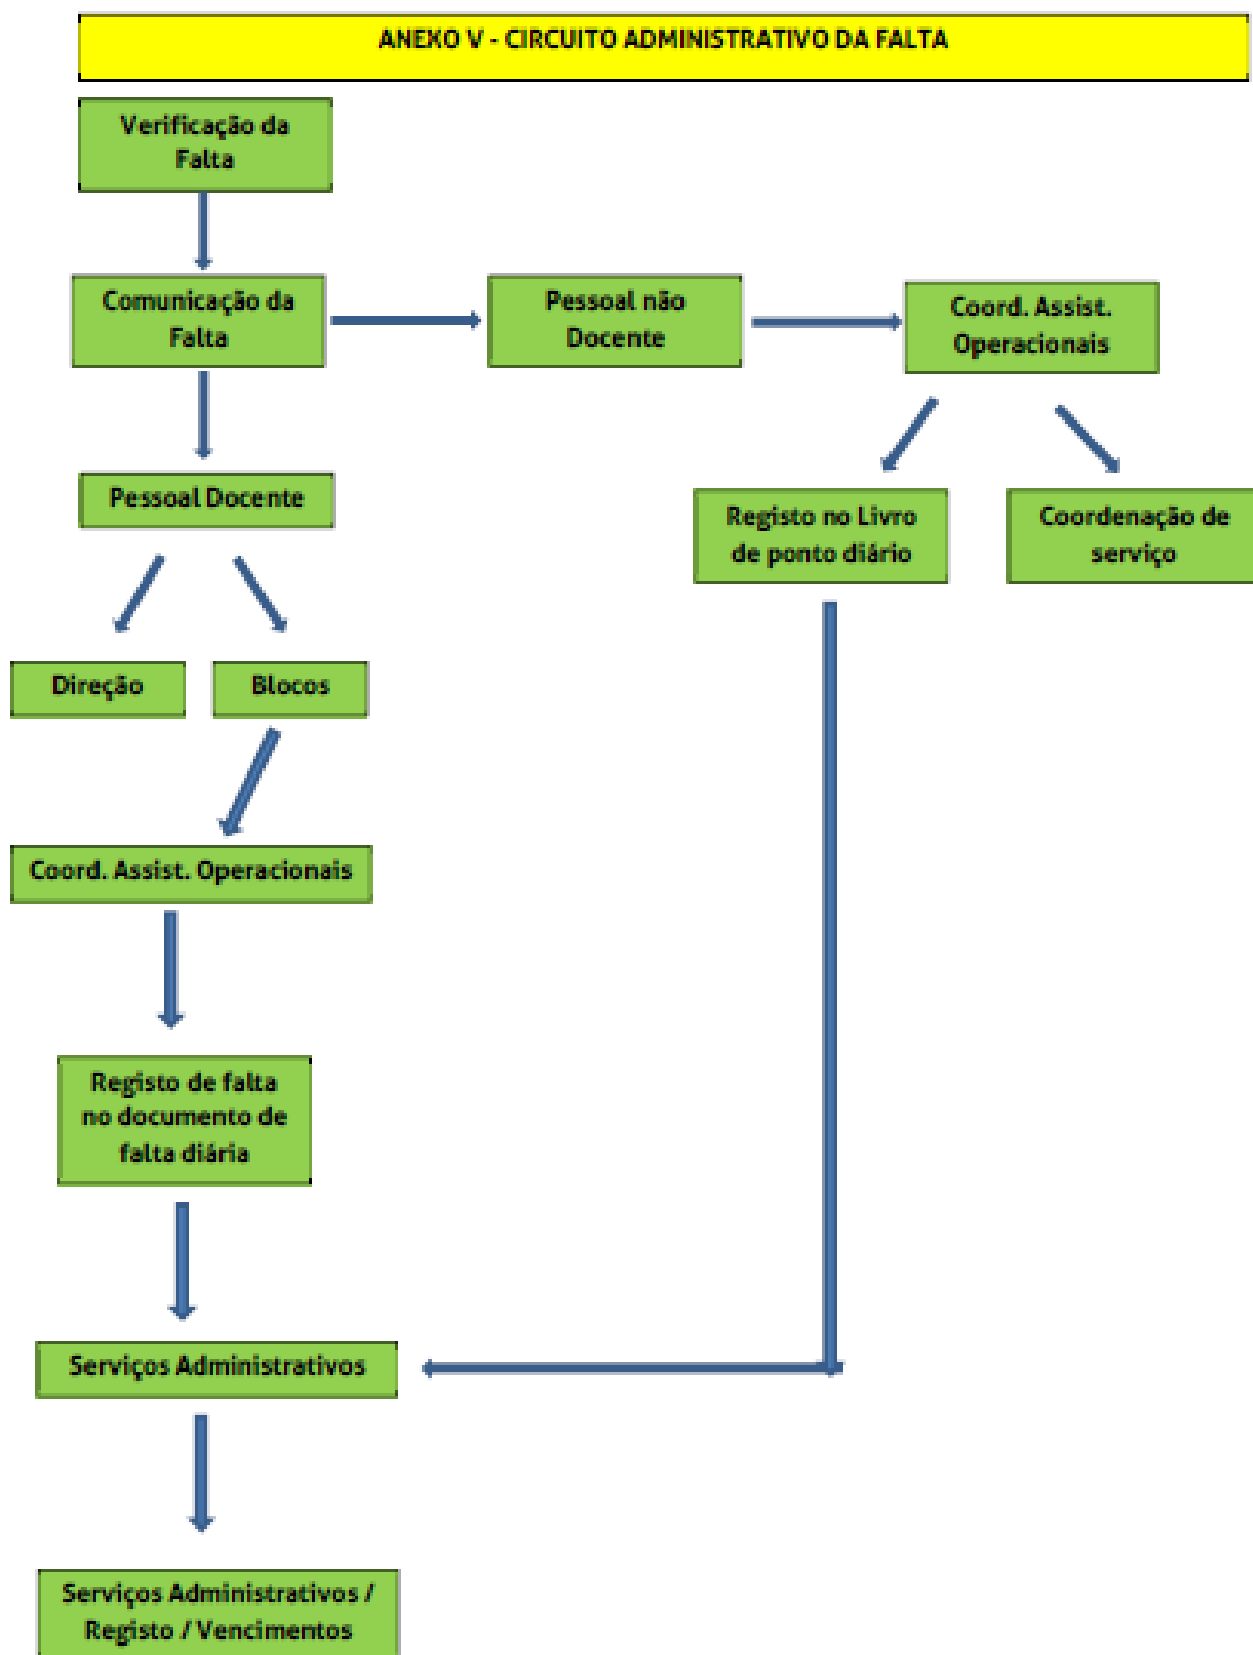 ANEXO V - CIRCUITO ADMINISTRATIVO DA FALTA
Verificação da
Falta
Comunicação da
Falta
Pessoal não
Docente
Coord. Assist.
Operacionais
Pessoal Docente
Registo no Livro
de ponto diário
Coordenação de
serviço
Direção
Blocos
Coord. Assist. Operacionais
Registo de falta
no documento de
falta diária
Serviços Administrativos
Serviços Administrativos /
Registo / Vencimentos